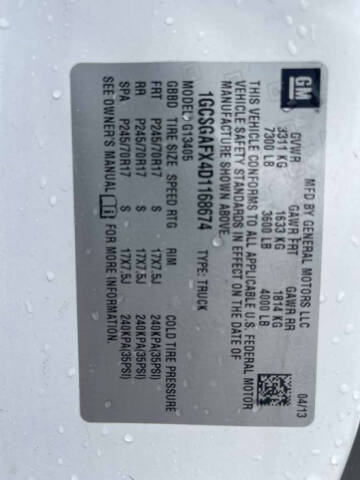 GM
MFD BY GENERAL MOTORS LLC
04/13
GVWR GAWR FRT GAWR RR
3311 KG 1633 KG 1814 KG
7300 LB 3600 LB 4000 LB
THIS VEHICLE CONFORMS TO ALL APPLICABLE U.S. FEDERAL MOTOR
VEHICLE SAFETY STANDARDS IN EFFECT ON THE DATE OF
MANUFACTURE SHOWN ABOVE.
1GCSGAFX4D1168674 TYPE: TRUCK
MODEL: G13405
GBBD TIRE SIZE SPEED RTG RIM COLD TIRE PRESSURE
FRT P245/70R17 S 17X7.5J 240KPA(35PSI)
RR P245/70R17 S 17X7.5J 240KPA(35PSI)
SPA P245/70R17 S 17X7.5J 240KPA(35PSI)
SEE OWNER'S MANUAL FOR MORE INFORMATION.